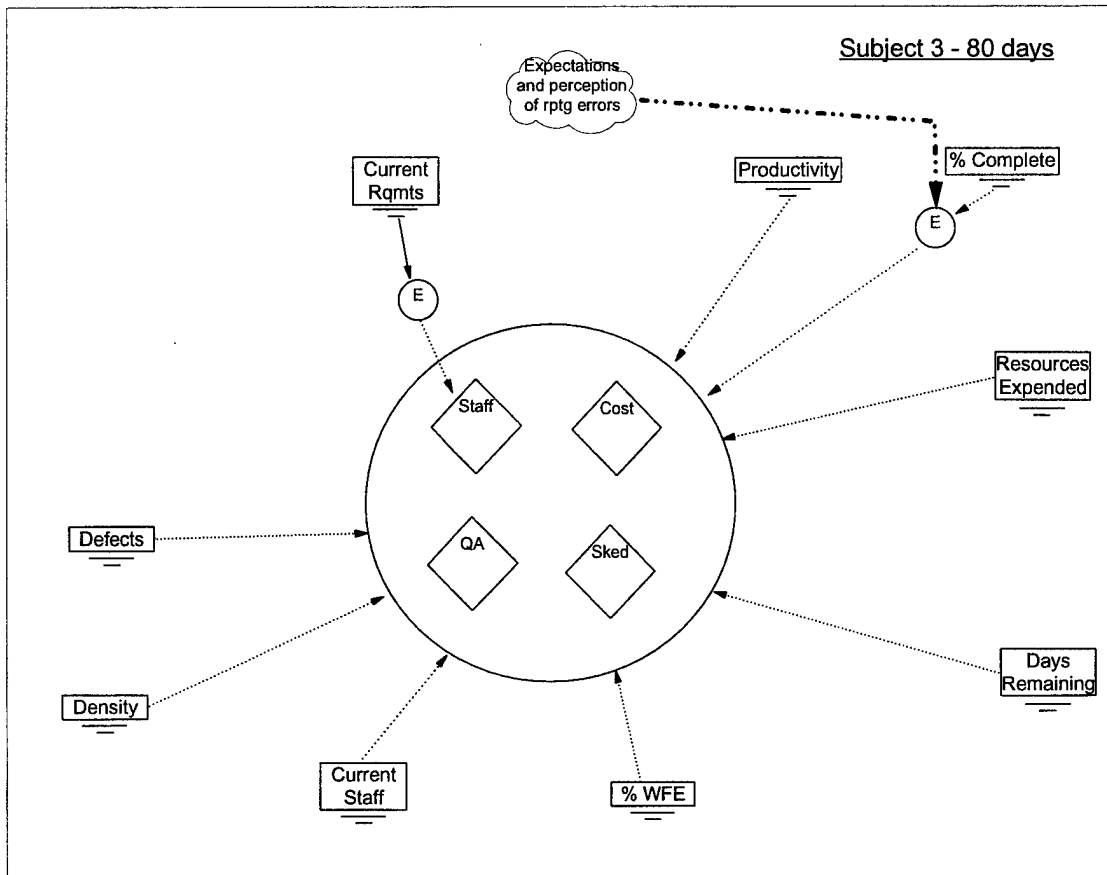 Subject 3 - 80 days
Expectations
and perception
of rptg errors
Current
Rqmts
Productivity
% Complete
E
E
Resources
Expended
Staff
Cost
Defects
QA
Sked
Density
Days
Remaining
Current
Staff
% WFE